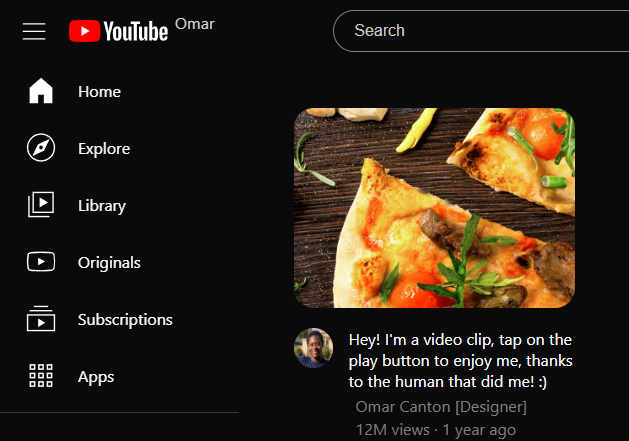 YouTube Omar
Search
Home
Explore
Library
Originals
Subscriptions
Apps
Hey! I'm a video clip, tap on the
play button to enjoy me, thanks
to the human that did me! :)
Omar Canton [Designer]
12M views · 1 year ago